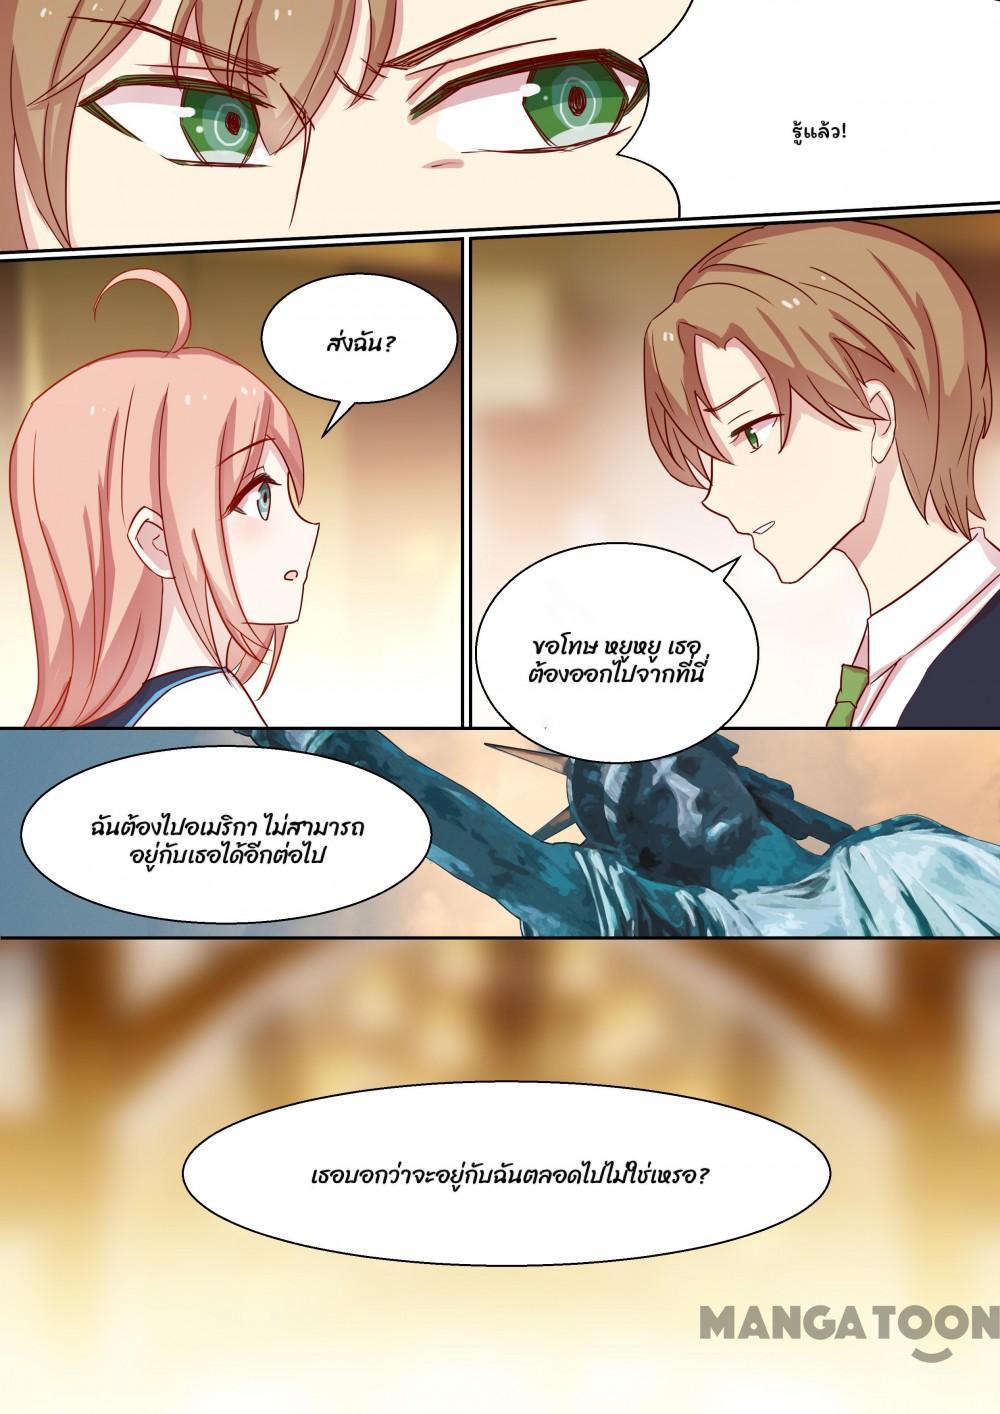 รู้แล้ว!
ส่งฉัน?
ขอโทษ หยูหยู เธอ
ต้องออกไปจากที่นี่
ฉันต้องไปอเมริกา ไม่สามารถ
อยู่กับเธอได้อีกต่อไป
เธอบอกว่าจะอยู่กับฉันตลอดไปไม่ใช่เหรอ?
MANGATOON